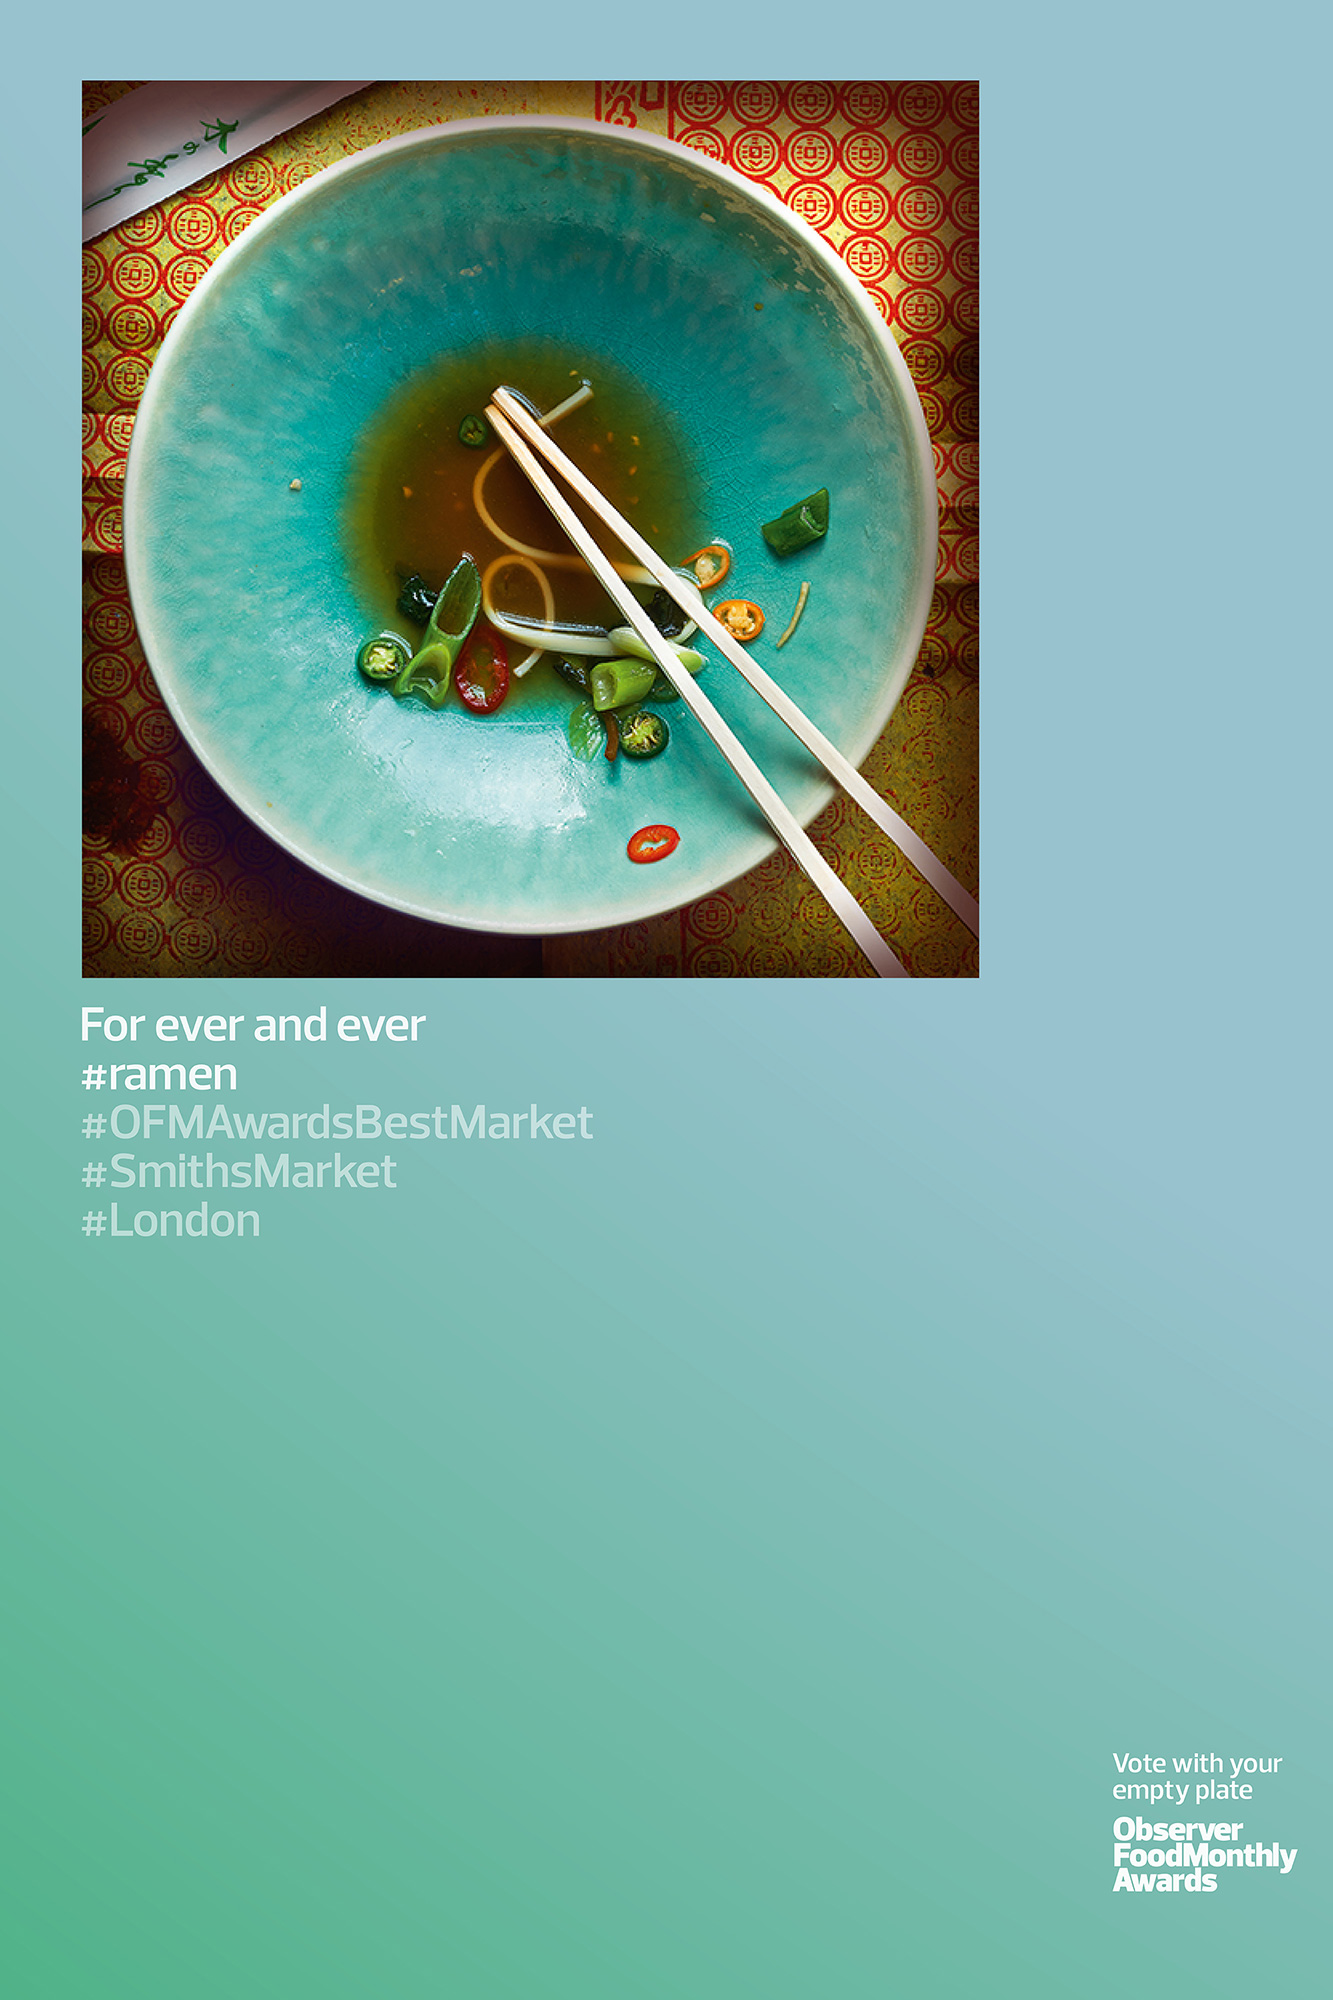 For ever and ever
#ramen
#OFMAwardsBestMarket
#SmithsMarket
#London
Vote with your
empty plate
Observer
FoodMonthly
Awards